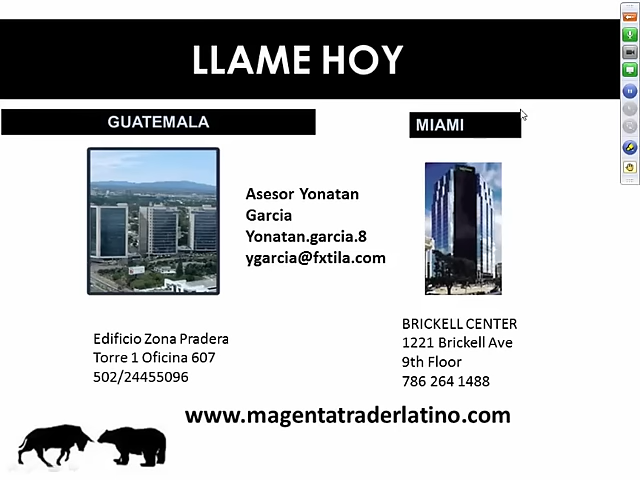 LLAME HOY
GUATEMALA
MIAMI
Asesor Yonatan
Garcia
Yonatan.garcia.8
ygarcia@fxtila.com
Edificio Zona Pradera
Torre 1 Oficina 607
502/24455096
BRICKELL CENTER
1221 Brickell Ave
9th Floor
786 264 1488
www.magentatraderlatino.com